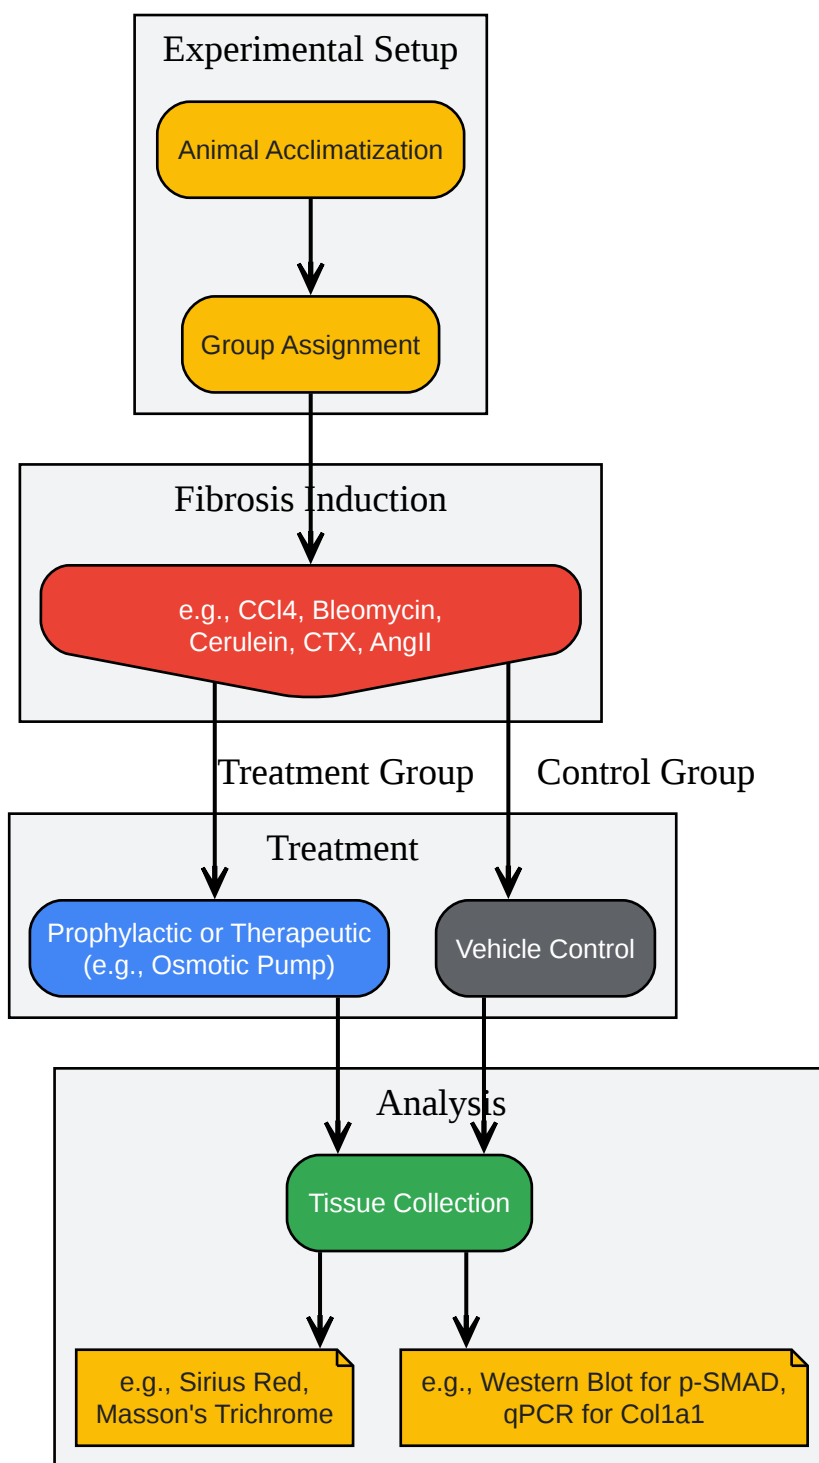 Experimental Setup
Animal Acclimatization
Group Assignment
Fibrosis Induction
e.g., CCl4, Bleomycin,
Cerulein, CTX, AngII
Treatment Group
Control Group
Treatment
Prophylactic or Therapeutic
(e.g., Osmotic Pump)
Vehicle Control
Analysis
Tissue Collection
e.g., Sirius Red,
Masson's Trichrome
e.g., Western Blot for p-SMAD,
qPCR for Col1a1